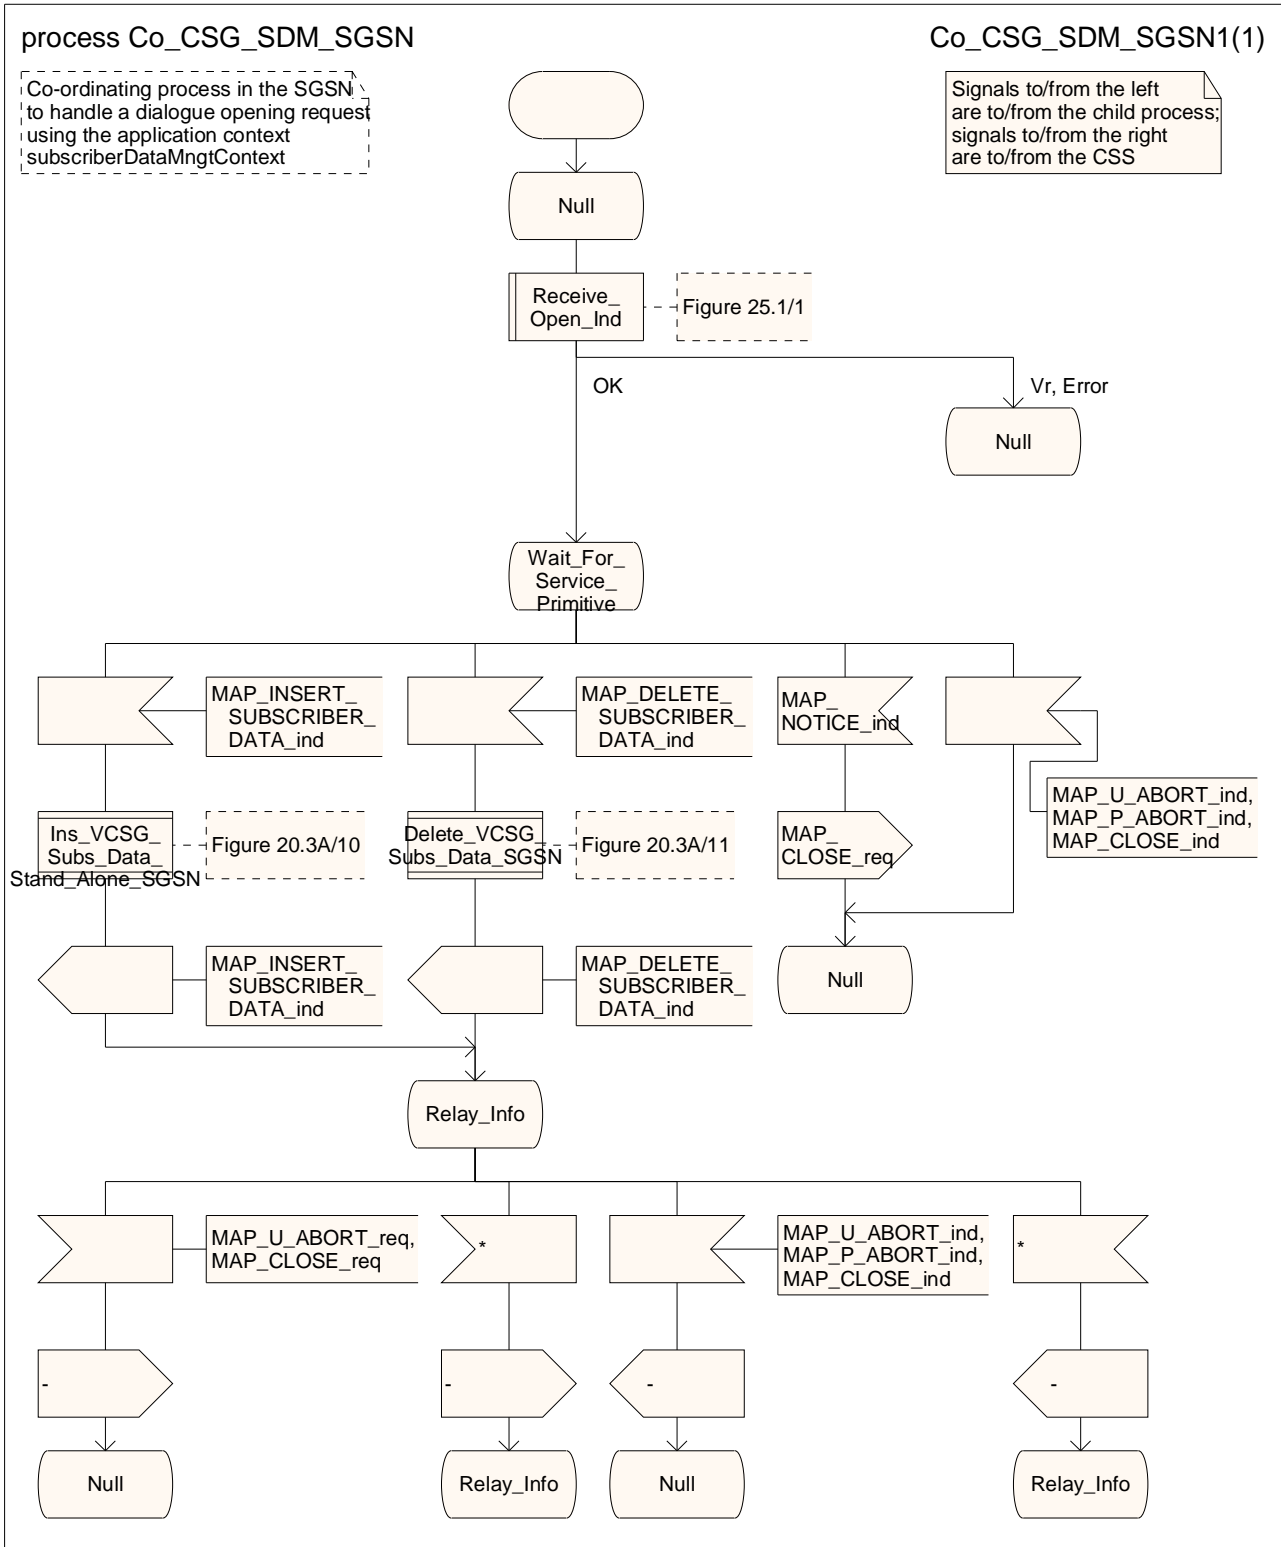 process Co_CSG_SDM_SGSN
Co_CSG_SDM_SGSN1(1)
Co-ordinating process in the SGSN
to handle a dialogue opening request
using the application context
subscriberDataMngtContext
Signals to/from the left
are to/from the child process;
signals to/from the right
are to/from the CSS
Null
Receive_
Open_Ind
Figure 25.1/1
OK
Vr, Error
Null
Wait_For_
Service_
Primitive
MAP_INSERT_
SUBSCRIBER_
DATA_ind
MAP_DELETE_
SUBSCRIBER_
DATA_ind
MAP_
NOTICE_ind
MAP_U_ABORT_ind,
MAP_P_ABORT_ind,
MAP_CLOSE_ind
Ins_VCSG_
Subs_Data_
Stand_Alone_SGSN
Figure 20.3A/10
Delete_VCSG_
Subs_Data_SGSN
Figure 20.3A/11
MAP_
CLOSE_req
MAP_INSERT_
SUBSCRIBER_
DATA_ind
MAP_DELETE_
SUBSCRIBER_
DATA_ind
Null
Relay_Info
MAP_U_ABORT_req,
MAP_CLOSE_req
*
MAP_U_ABORT_ind,
MAP_P_ABORT_ind,
MAP_CLOSE_ind
*
-
-
-
-
Null
Relay_Info
Null
Relay_Info